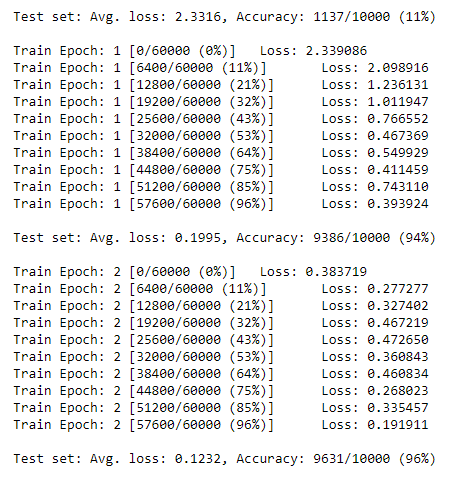 Test set: Avg. loss: 2.3316, Accuracy: 1137/10000 (11%)
Train Epoch: 1 [0/60000 (0%)]	Loss: 2.339086
Train Epoch: 1 [6400/60000 (11%)]	Loss: 2.098916
Train Epoch: 1 [12800/60000 (21%)]	Loss: 1.236131
Train Epoch: 1 [19200/60000 (32%)]	Loss: 1.011947
Train Epoch: 1 [25600/60000 (43%)]	Loss: 0.766552
Train Epoch: 1 [32000/60000 (53%)]	Loss: 0.467369
Train Epoch: 1 [38400/60000 (64%)]	Loss: 0.549929
Train Epoch: 1 [44800/60000 (75%)]	Loss: 0.411459
Train Epoch: 1 [51200/60000 (85%)]	Loss: 0.743110
Train Epoch: 1 [57600/60000 (96%)]	Loss: 0.393924
Test set: Avg. loss: 0.1995, Accuracy: 9386/10000 (94%)
Train Epoch: 2 [0/60000 (0%)]	Loss: 0.383719
Train Epoch: 2 [6400/60000 (11%)]	Loss: 0.277277
Train Epoch: 2 [12800/60000 (21%)]	Loss: 0.327402
Train Epoch: 2 [19200/60000 (32%)]	Loss: 0.467219
Train Epoch: 2 [25600/60000 (43%)]	Loss: 0.472650
Train Epoch: 2 [32000/60000 (53%)]	Loss: 0.360843
Train Epoch: 2 [38400/60000 (64%)]	Loss: 0.460834
Train Epoch: 2 [44800/60000 (75%)]	Loss: 0.268023
Train Epoch: 2 [51200/60000 (85%)]	Loss: 0.335457
Train Epoch: 2 [57600/60000 (96%)]	Loss: 0.191911
Test set: Avg. loss: 0.1232, Accuracy: 9631/10000 (96%)